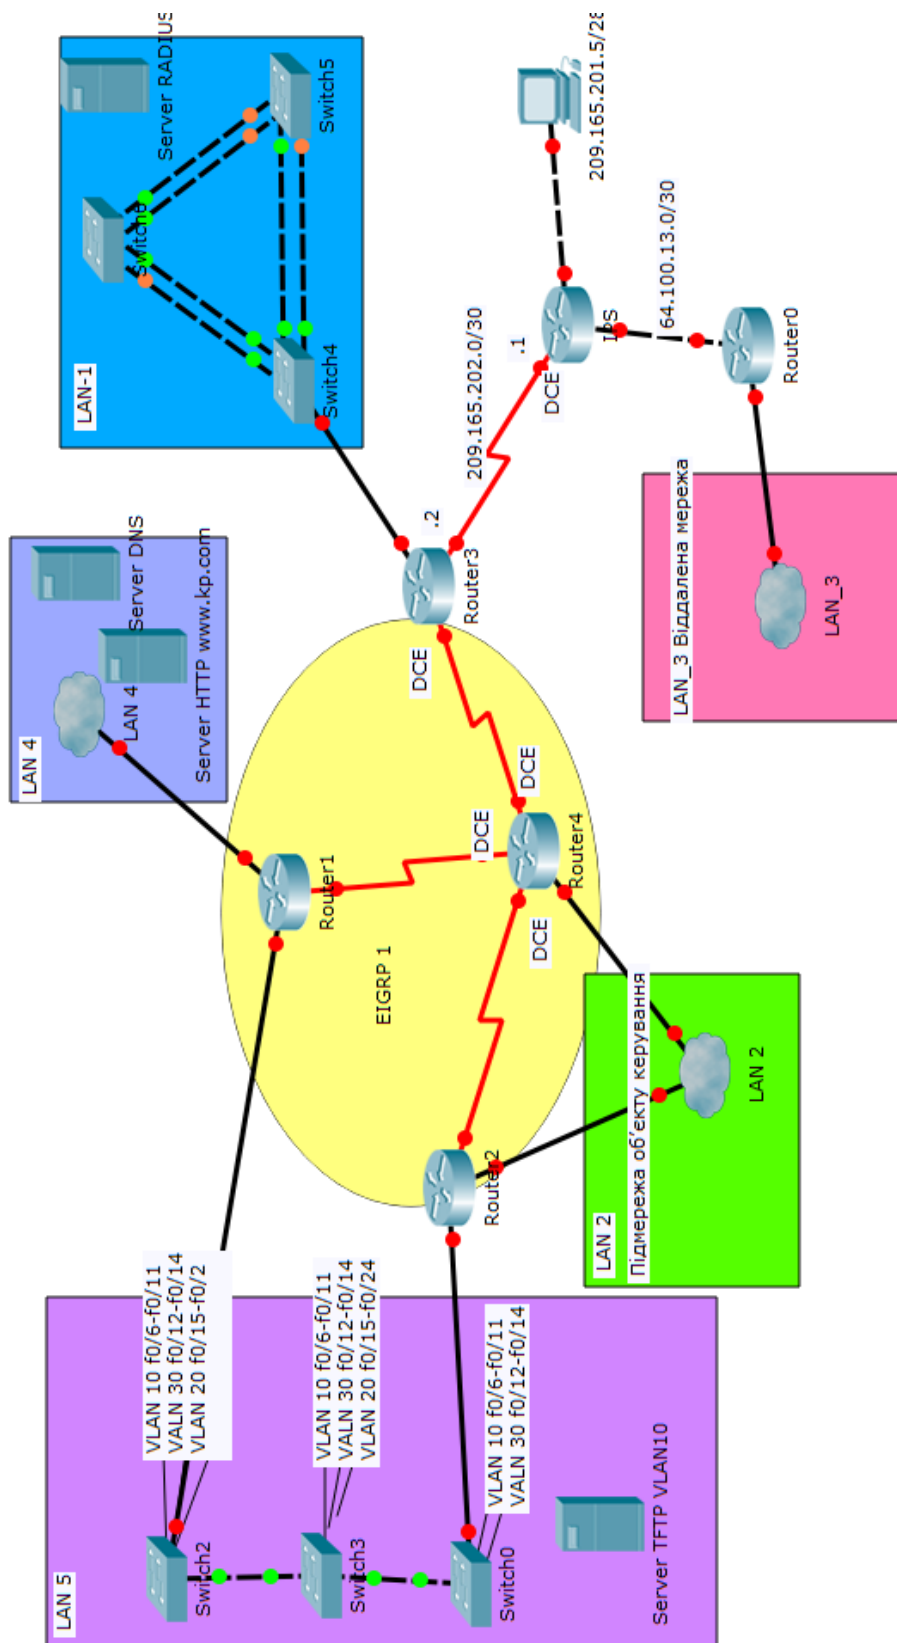 LAN 5
VLAN 10 f0/6-f0/11
VALN 30 f0/12-f0/14
VLAN 20 f0/15-f0/2
Switch2
VLAN 10 f0/6-f0/11
VALN 30 f0/12-f0/14
VLAN 20 f0/15-f0/24
Switch3
VLAN 10 f0/6-f0/11
VALN 30 f0/12-f0/14
Switch0
Server TFTP VLAN10
LAN 4
LAN 4
Server DNS
Server HTTP www.kp.com
Router1
EIGRP 1
DCE
DCE
DCE
DCE
Router2
Router4
Router3
LAN 2
Підмережа об'єкту керування
LAN 2
LAN-1
Server RADIUS
Switch4
Switch5
.2
209.165.202.0/30
.1
DCE
IPS
209.165.201.5/28
64.100.13.0/30
Router0
LAN_3 Віддалена мережа
LAN_3